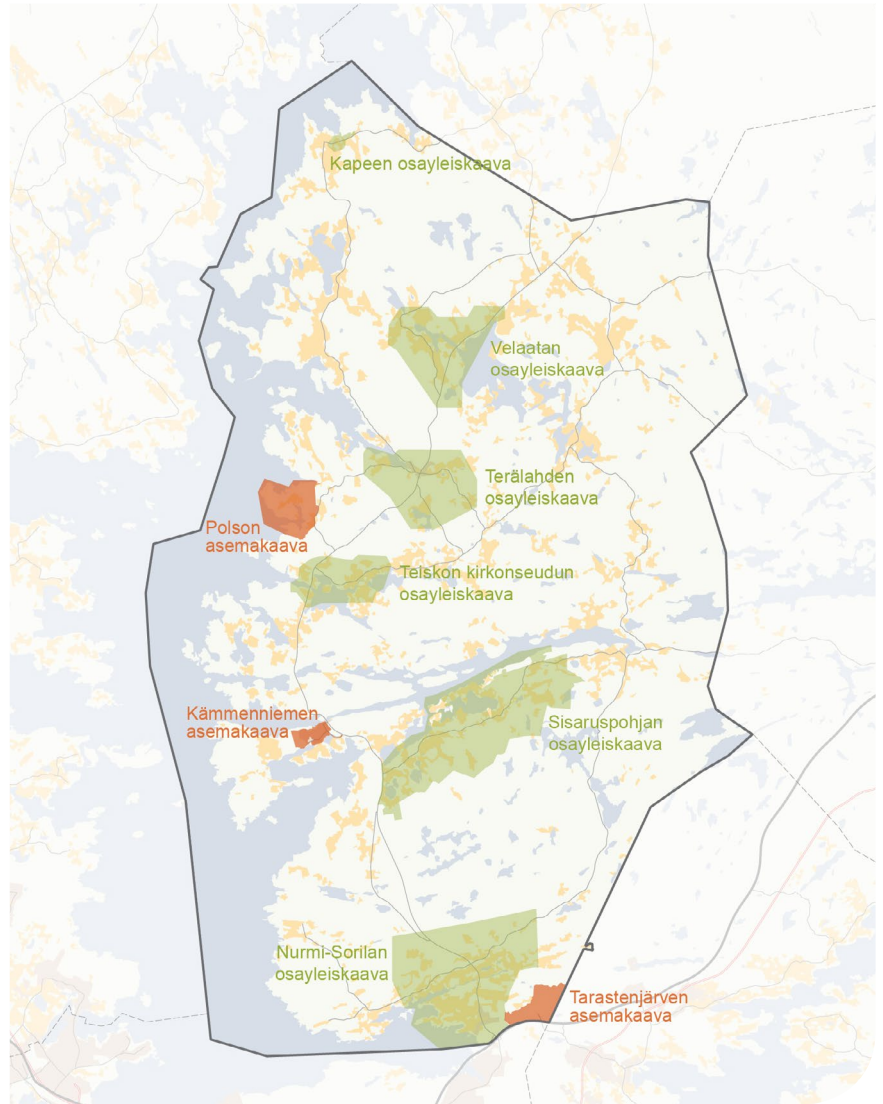 Kapeen osayleiskaava
Velaatan
osayleiskaava
Terälahden
osayleiskaava
Polson
asemakaava
Teiskon kirkonseudun
osayleiskaava
Kämmenniemen
asemakaava
Sisaruspohjan
osayleiskaava
Nurmi-Sorilan
osayleiskaava
Tarastenjärven
asemakaava